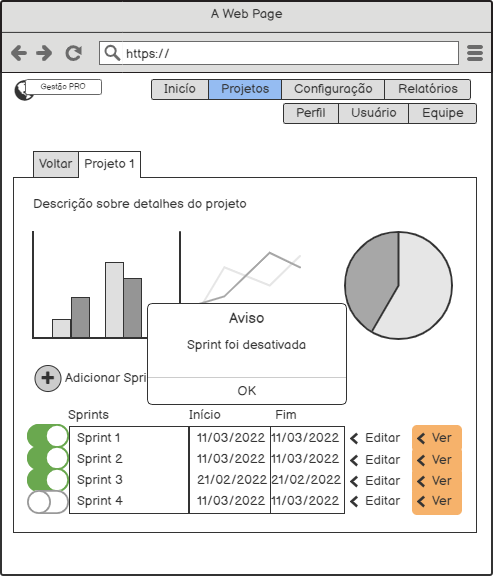 A Web Page
https://
Gestão PRO
Início Projetos Configuração Relatórios
Perfil Usuário Equipe
Voltar Projeto 1
Descrição sobre detalhes do projeto
Aviso
Sprint foi desativada
OK
Adicionar Spri
Sprints Início Fim
Sprint 1 11/03/2022 11/03/2022 Editar Ver
Sprint 2 11/03/2022 11/03/2022 Editar Ver
Sprint 3 21/02/2022 21/02/2022 Editar Ver
Sprint 4 11/03/2022 11/03/2022 Editar Ver